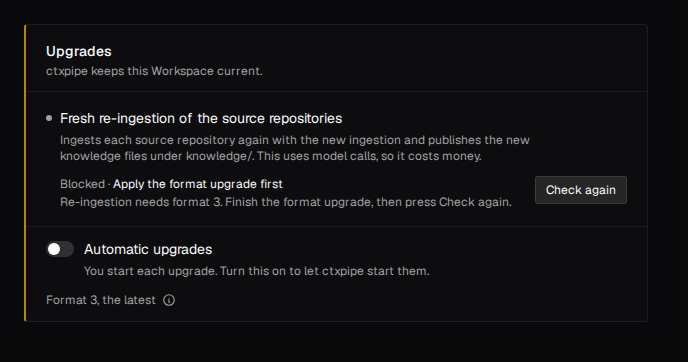 Upgrades
ctxpipe keeps this Workspace current.
Fresh re-ingestion of the source repositories
Ingests each source repository again with the new ingestion and publishes the new
knowledge files under knowledge/. This uses model calls, so it costs money.
Blocked · Apply the format upgrade first
Re-ingestion needs format 3. Finish the format upgrade, then press Check again.
Check again
Automatic upgrades
You start each upgrade. Turn this on to let ctxpipe start them.
Format 3, the latest